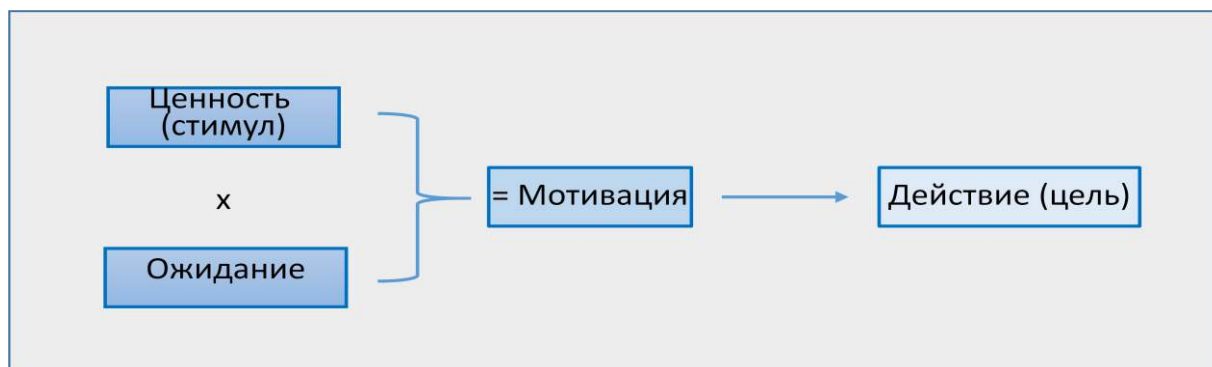 Ценность
(стимул)
х
Ожидание
= Мотивация
Действие (цель)